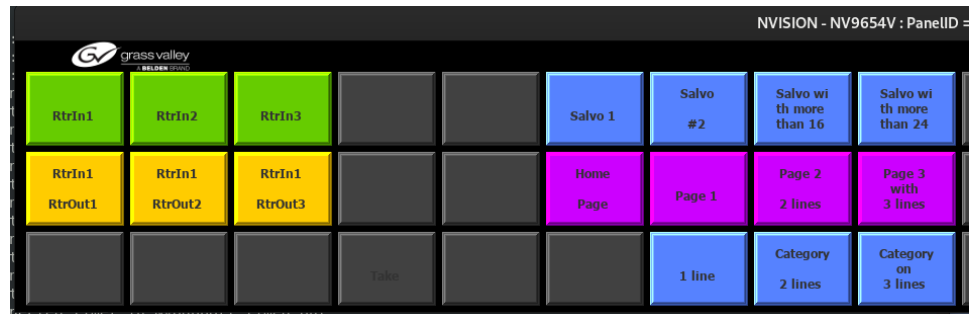 NVISION - NV9654V : PanelID =
GV grassvalley
A BELDEN BRAND
RtrIn1
RtrIn2
RtrIn3
Salvo 1
Salvo
#2
Salvo wi
th more
than 16
Salvo wi
th more
than 24
RtrIn1
RtrOut1
RtrIn1
RtrOut2
RtrIn1
RtrOut3
Home
Page
Page 1
Page 2
2 lines
Page 3
with
3 lines
Take
1 line
Category
2 lines
Category
on
3 lines